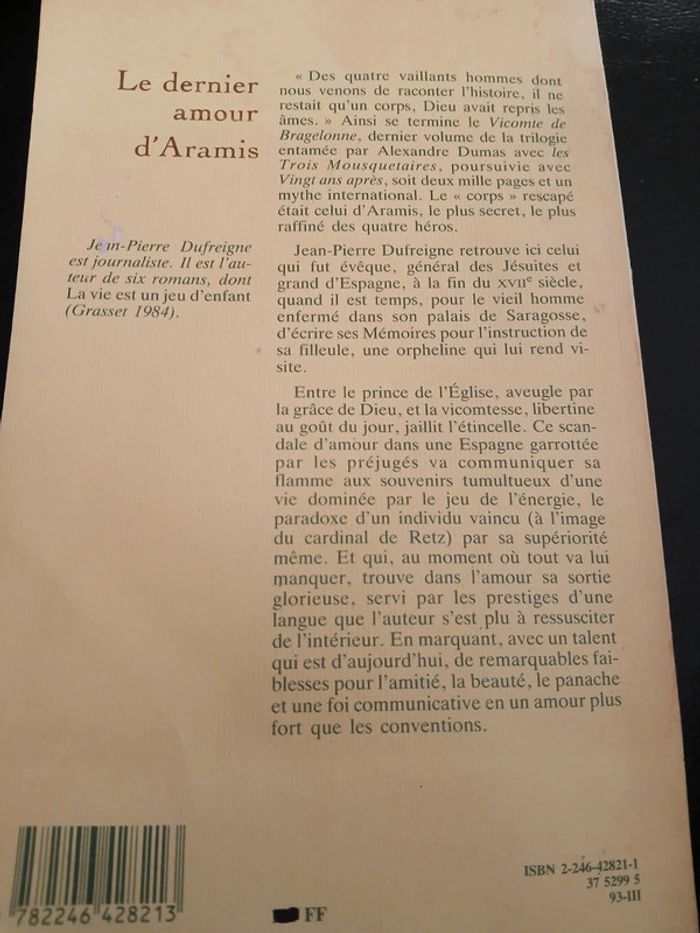 Le dernier
amour
d'Aramis
Jean-Pierre Dufreigne
est journaliste. Il est l'au-
teur de six romans, dont
La vie est un jeu d'enfant
(Grasset 1984).
« Des quatre vaillants hommes dont
nous venons de raconter l'histoire, il ne
restait qu'un corps, Dieu avait repris les
âmes. » Ainsi se termine le Vicomte de
Bragelonne, dernier volume de la trilogie
entamée par Alexandre Dumas avec les
Trois Mousquetaires, poursuivie avec
Vingt ans après, soit deux mille pages et un
mythe international. Le « corps » rescapé
était celui d'Aramis, le plus secret, le plus
raffiné des quatre héros.
Jean-Pierre Dufreigne retrouve ici celui
qui fut évêque, général des Jésuites et
grand d'Espagne, à la fin du XVIIe siècle,
quand il est temps, pour le vieil homme
enfermé dans son palais de Saragosse,
d'écrire ses Mémoires pour l'instruction de
sa filleule, une orpheline qui lui rend vi-
site.
Entre le prince de l'Église, aveugle par
la grâce de Dieu, et la vicomtesse, libertine
au goût du jour, jaillit l'étincelle. Ce scan-
dale d'amour dans une Espagne garrottée
par les préjugés va communiquer sa
flamme aux souvenirs tumultueux d'une
vie dominée par le jeu de l'énergie, le
paradoxe d'un individu vaincu (à l'image
du cardinal de Retz) par sa supériorité
même. Et qui, au moment où tout va lui
manquer, trouve dans l'amour sa sortie
glorieuse, servi par les prestiges d'une
langue que l'auteur s'est plu à ressusciter
de l'intérieur. En marquant, avec un talent
qui est d'aujourd'hui, de remarquables fai-
blesses pour l'amitié, la beauté, le panache
et une foi communicative en un amour plus
fort que les conventions.
782246 428213
FF
ISBN 2-246-42821-1
37 5299 5
93-III